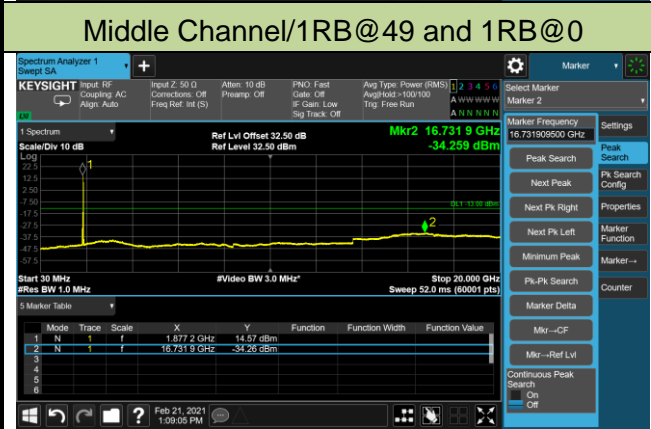 Middle Channel/1RB@49 and 1RB@0
Spectrum Analyzer 1
Swept SA
Marker
KEYSIGHT
Input: RF
Coupling: AC
Align: Auto
Input Z: 50 Ω
Corrections: Off
Freq Ref: Int (S)
Atten: 10 dB
Preamp: Off
PNO: Fast
Gate: Off
IF Gain: Low
Sig Track: Off
Avg Type: Power (RMS)
Avg|Hold:>100/100
Trig: Free Run
1 2 3 4 5 6
A W W W W W
A N N N N N
Select Marker
Marker 2
LXI
1 Spectrum
Scale/Div 10 dB
Ref Lvl Offset 32.50 dB
Ref Level 32.50 dBm
Mkr2 16.731 9 GHz
-34.259 dBm
Log
22.5
12.5
2.50
-7.50
-17.5
-27.5
-37.5
-47.5
-57.5
1
DL1 -13.00 dBm
2
Start 30 MHz
#Res BW 1.0 MHz
#Video BW 3.0 MHz*
Stop 20.000 GHz
Sweep 52.0 ms (60001 pts)
5 Marker Table
Mode Trace Scale X Y Function Function Width Function Value
1 N 1 f 1.877 2 GHz 14.57 dBm
2 N 1 f 16.731 9 GHz -34.26 dBm
3
4
5
6
Marker Frequency
16.731909500 GHz
Peak Search
Next Peak
Next Pk Right
Next Pk Left
Minimum Peak
Pk-Pk Search
Marker Delta
Mkr→CF
Mkr→Ref Lvl
Continuous Peak
Search
On
Off
Settings
Peak
Search
Pk Search
Config
Properties
Marker
Function
Marker→
Counter
?
Feb 21, 2021
1:09:05 PM